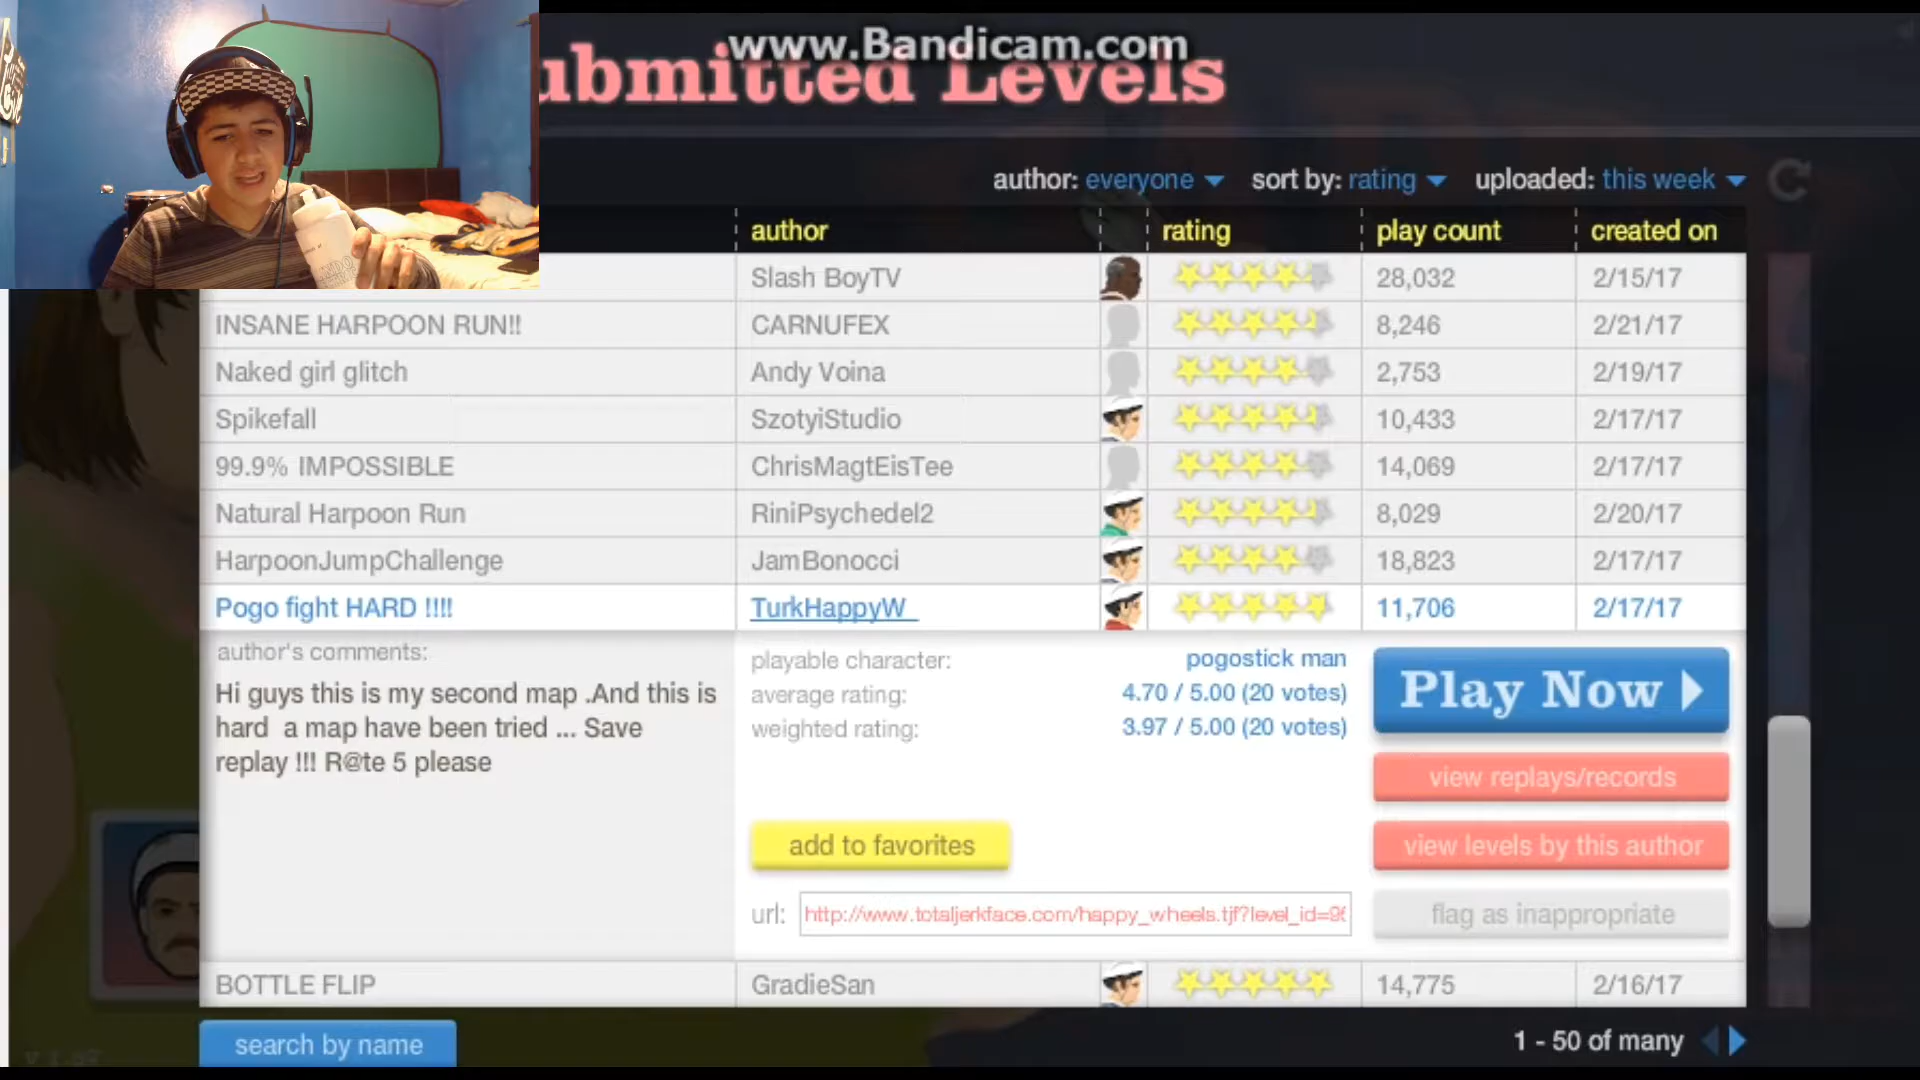 www.Bandicam.com
ubmitted Levels
author: everyone sort by: rating uploaded: this week
author rating play count created on
Slash BoyTV 28,032 2/15/17
INSANE HARPOON RUN!! CARNUFEX 8,246 2/21/17
Naked girl glitch Andy Voina 2,753 2/19/17
Spikefall SzotyiStudio 10,433 2/17/17
99.9% IMPOSSIBLE ChrisMagtEisTee 14,069 2/17/17
Natural Harpoon Run RiniPsychedel2 8,029 2/20/17
HarpoonJumpChallenge JamBonocci 18,823 2/17/17
Pogo fight HARD !!!! TurkHappyW_ 11,706 2/17/17
author's comments:
Hi guys this is my second map .And this is
hard a map have been tried ... Save
replay !!! R@te 5 please
playable character: pogostick man
average rating: 4.70 / 5.00 (20 votes)
weighted rating: 3.97 / 5.00 (20 votes)
Play Now
view replays/records
add to favorites
view levels by this author
url: http://www.totaljerkface.com/happy_wheels.tjf?level_id=9
flag as inappropriate
BOTTLE FLIP GradieSan 14,775 2/16/17
search by name
1 - 50 of many